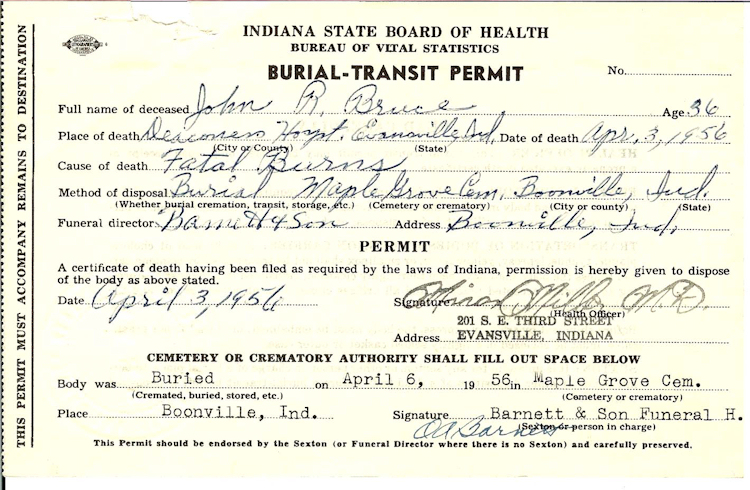 THIS PERMIT MUST ACCOMPANY REMAINS TO DESTINATION
INDIANA STATE BOARD OF HEALTH
BUREAU OF VITAL STATISTICS
BURIAL-TRANSIT PERMIT
No.
Full name of deceased John R. Bruce Age 36
Place of death Deaconess Hospt. Evansville, Ind. Date of death Apr. 3, 1956
(City or County) (State)
Cause of death Fatal Burns
Method of disposal Burial Maple Grove Cem. Boonville, Ind.
(Whether burial cremation, transit, storage, etc.) (Cemetery or crematory) (City or county) (State)
Funeral director Barnett & Son Address Boonville, Ind.
PERMIT
A certificate of death having been filed as required by the laws of Indiana, permission is hereby given to dispose
of the body as above stated.
Date April 3, 1956 Signature Minor Miller M.D.
(Health Officer)
201 S. E. THIRD STREET
Address EVANSVILLE, INDIANA
CEMETERY OR CREMATORY AUTHORITY SHALL FILL OUT SPACE BELOW
Body was Buried on April 6, 1956 in Maple Grove Cem.
(Cremated, buried, stored, etc.) (Cemetery or crematory)
Place Boonville, Ind. Signature Barnett & Son Funeral H.
(Sexton or person in charge)
OA Barnett
This Permit should be endorsed by the Sexton (or Funeral Director where there is no Sexton) and carefully preserved.